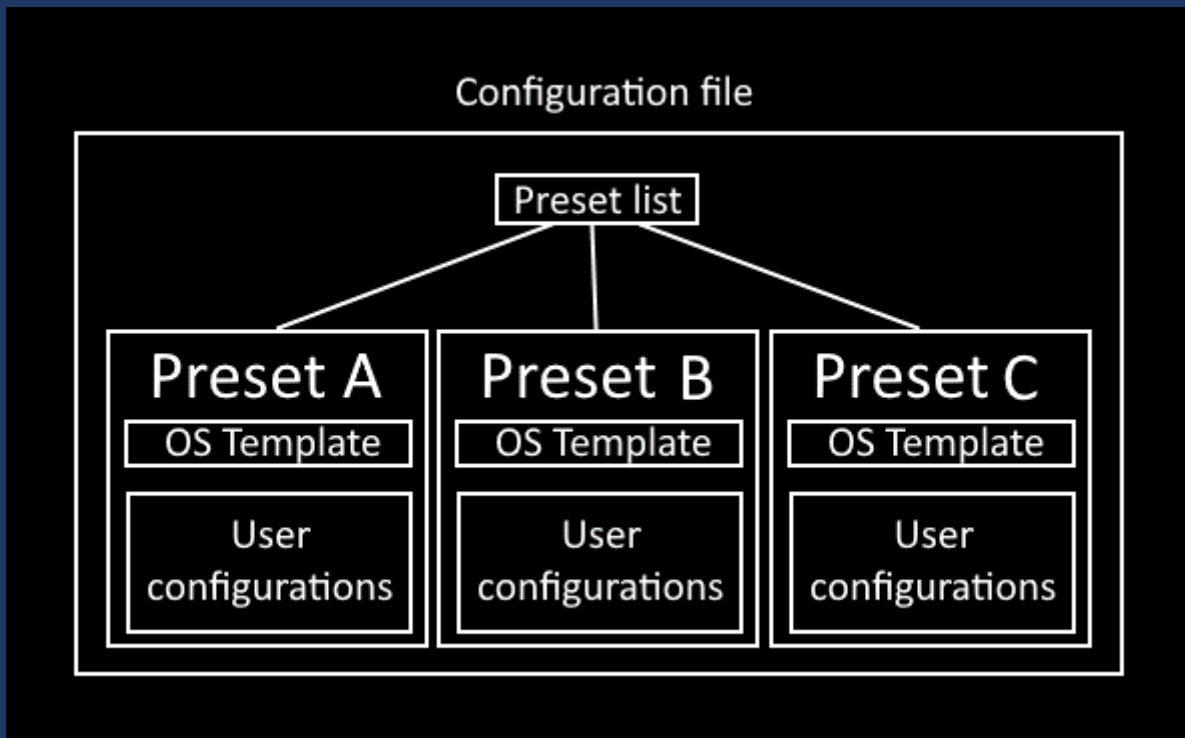 Configuration file
Preset list
Preset A
OS Template
User
configurations
Preset B
OS Template
User
configurations
Preset C
OS Template
User
configurations